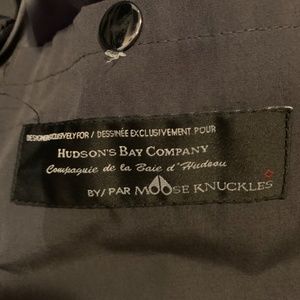 DESIGNED EXCLUSIVELY FOR / DESSINÉE EXCLUSIVEMENT POUR
HUDSON'S BAY COMPANY
Compagnie de la Baie d'Hudson
BY/ PAR MOOSE KNUCKLES